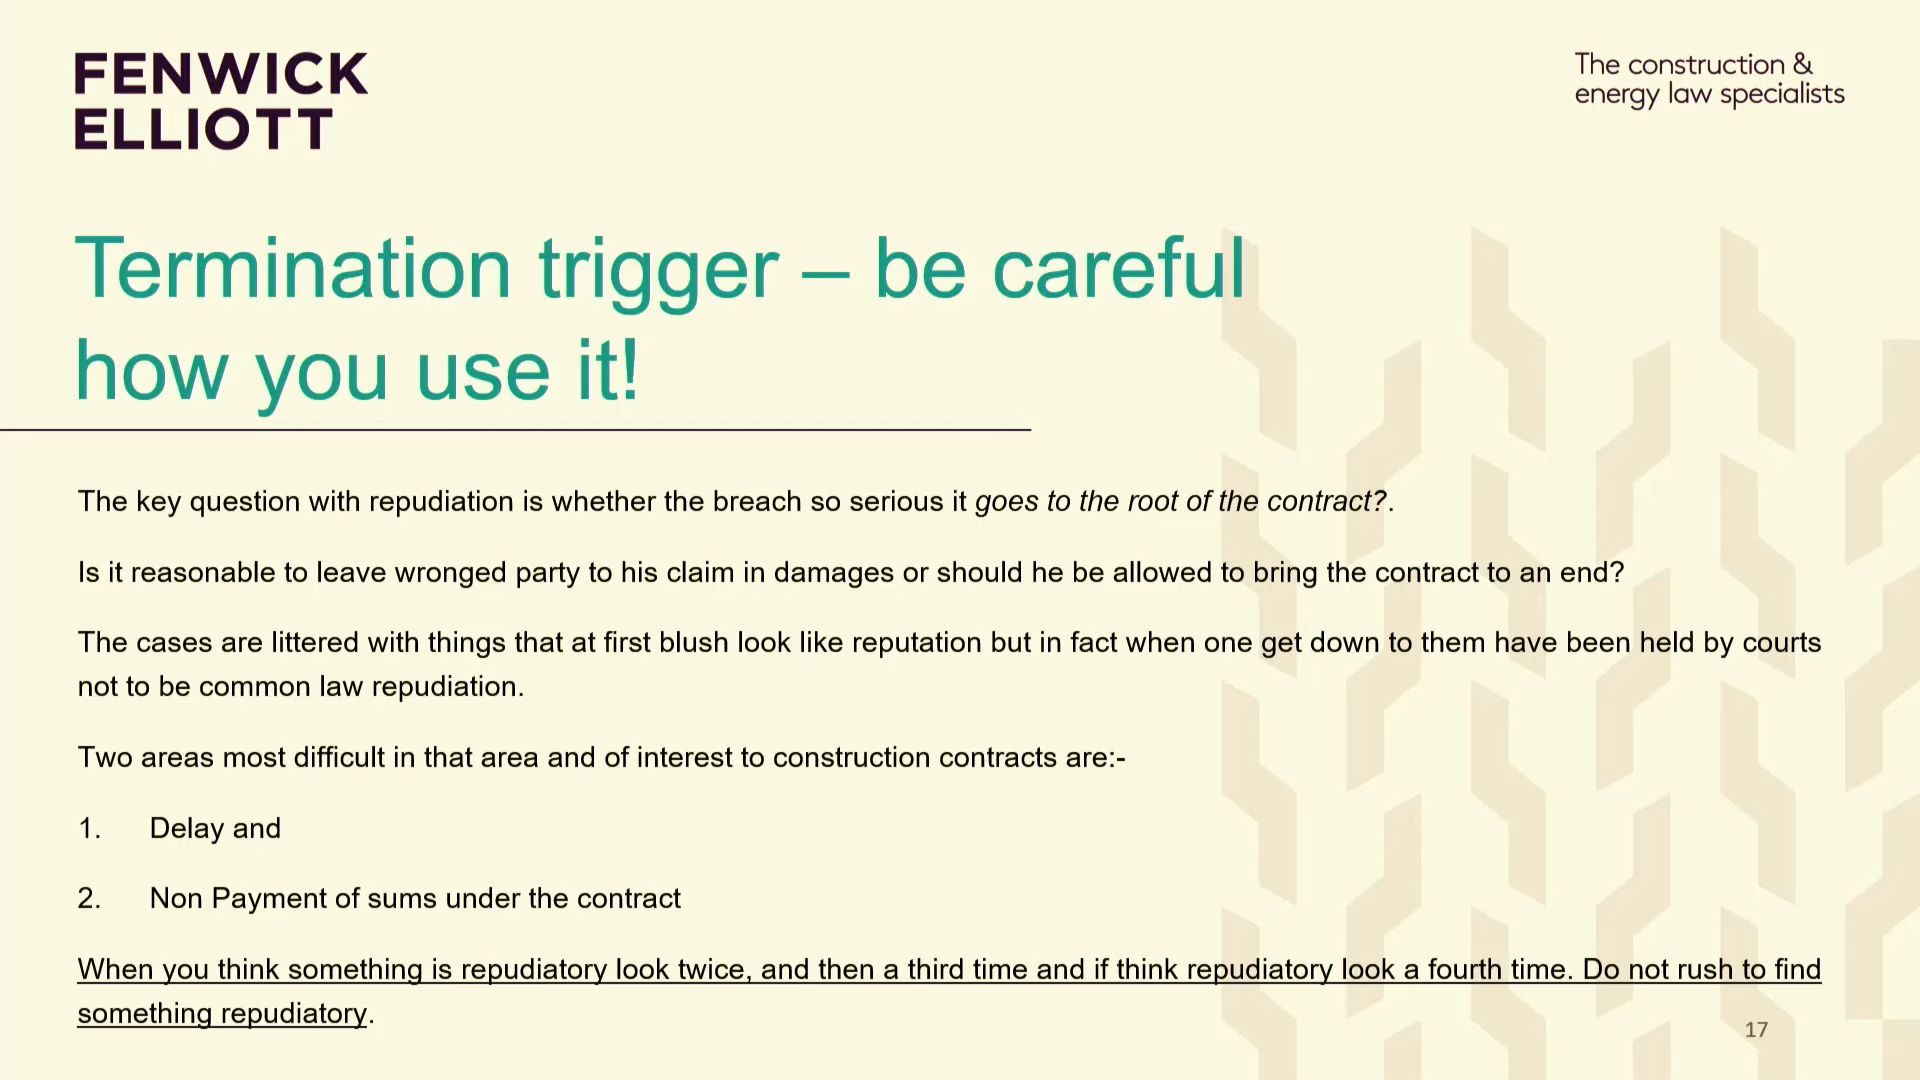 FENWICK
ELLIOTT
The construction &
energy law specialists
Termination trigger – be careful
how you use it!
The key question with repudiation is whether the breach so serious it goes to the root of the contract?.
Is it reasonable to leave wronged party to his claim in damages or should he be allowed to bring the contract to an end?
The cases are littered with things that at first blush look like reputation but in fact when one get down to them have been held by courts
not to be common law repudiation.
Two areas most difficult in that area and of interest to construction contracts are:-
1. Delay and
2. Non Payment of sums under the contract
When you think something is repudiatory look twice, and then a third time and if think repudiatory look a fourth time. Do not rush to find
something repudiatory.
17